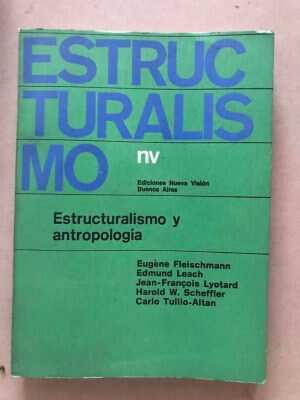 ESTRUC
TURALIS
MO
nv
Ediciones Nueva Visión
Buenos Aires
Estructuralismo y
antropología
Eugène Fleischmann
Edmund Leach
Jean-François Lyotard
Harold W. Scheffler
Carlo Tullio-Altan